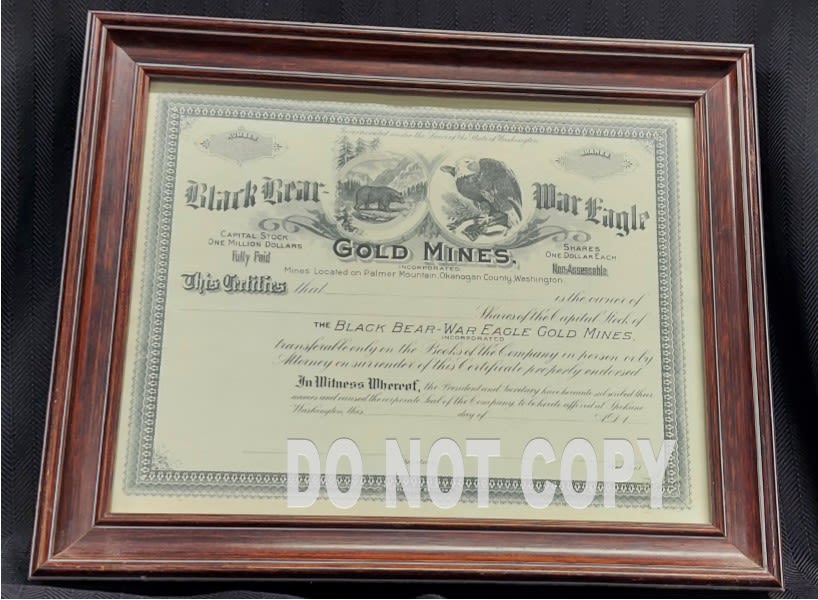 Incorporated under the Laws of the State of Washington
NUMBER
SHARES
Black Bear-
War Eagle
CAPITAL STOCK
ONE MILLION DOLLARS
Fully Paid
GOLD MINES,
INCORPORATED
SHARES
ONE DOLLAR EACH
Non-Assessable
Mines Located on Palmer Mountain, Okanogan County, Washington.
This Certifies that is the owner of
Shares of the Capital Stock of
THE BLACK BEAR-WAR EAGLE GOLD MINES,
INCORPORATED
transferable only on the Books of the Company in person or by
Attorney on surrender of this Certificate properly endorsed
In Witness Whereof, the President and Secretary have hereunto subscribed their
names and caused the corporate Seal of the Company to be hereto affixed at Spokane
Washington, this day of
DO NOT COPY